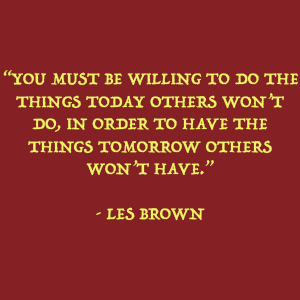 “YOU MUST BE WILLING TO DO THE
THINGS TODAY OTHERS WON’T
DO, IN ORDER TO HAVE THE
THINGS TOMORROW OTHERS
WON’T HAVE.”
- LES BROWN